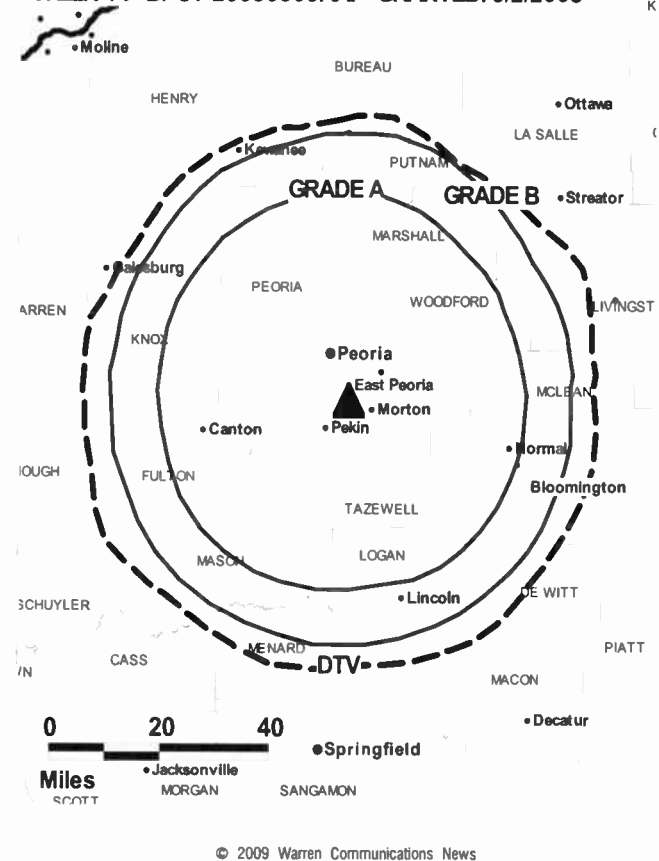 K
Moline
BUREAU
HENRY
Ottawa
LA SALLE
Kewanee
PUTNAM
GRADE A
GRADE B
Streator
MARSHALL
Galesburg
PEORIA
WOODFORD
ARREN
LIVINGST
KNOX
Peoria
East Peoria
MCLEAN
Morton
Canton
Pekin
Normal
IOUGH
FULTON
Bloomington
TAZEWELL
LOGAN
MASON
DE WITT
Lincoln
SCHUYLER
MENARD
PIATT
CASS
DTV
MACON
0 20 40
Decatur
Springfield
Miles
Jacksonville
MORGAN
SANGAMON
SCOTT
© 2009 Warren Communications News